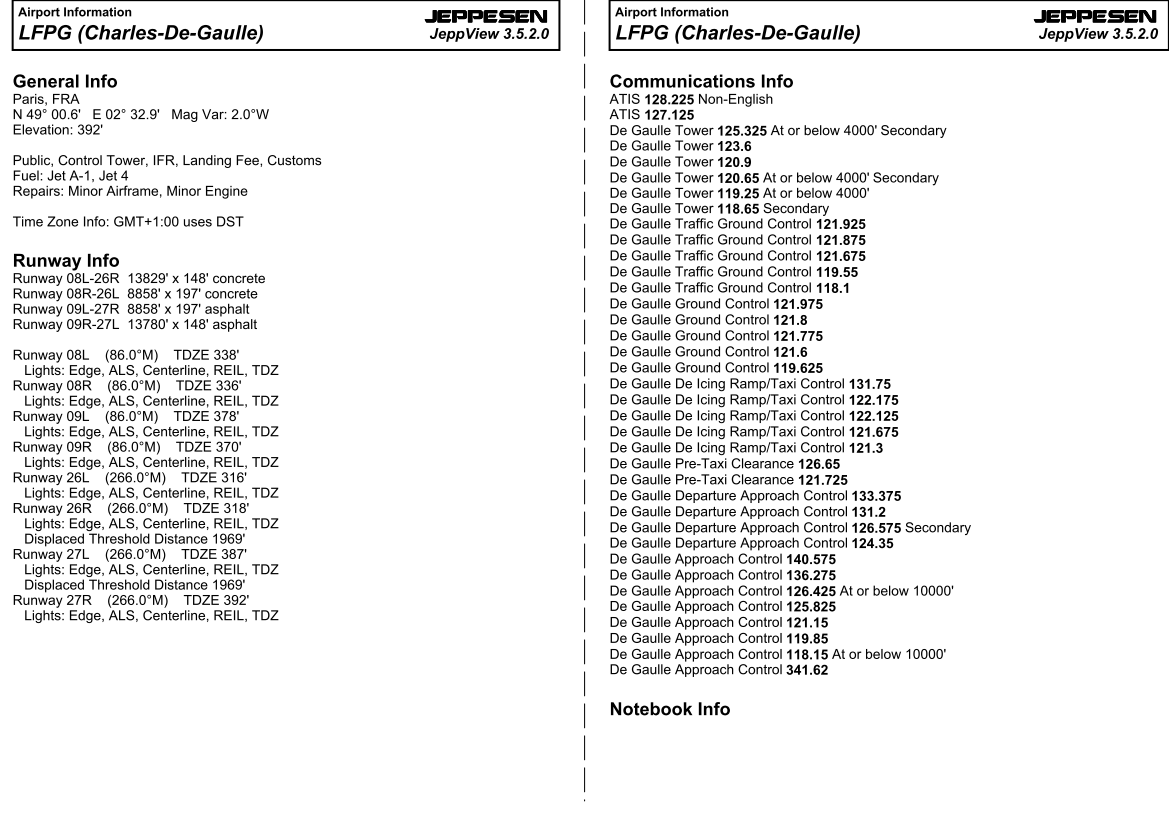 Airport Information
JEPPESEN
LFPG (Charles-De-Gaulle)
JeppView 3.5.2.0
General Info
Paris, FRA
N 49° 00.6' E 02° 32.9' Mag Var: 2.0°W
Elevation: 392'
Public, Control Tower, IFR, Landing Fee, Customs
Fuel: Jet A-1, Jet 4
Repairs: Minor Airframe, Minor Engine
Time Zone Info: GMT+1:00 uses DST
Runway Info
Runway 08L-26R 13829' x 148' concrete
Runway 08R-26L 8858' x 197' concrete
Runway 09L-27R 8858' x 197' asphalt
Runway 09R-27L 13780' x 148' asphalt
Runway 08L (86.0°M) TDZE 338'
Lights: Edge, ALS, Centerline, REIL, TDZ
Runway 08R (86.0°M) TDZE 336'
Lights: Edge, ALS, Centerline, REIL, TDZ
Runway 09L (86.0°M) TDZE 378'
Lights: Edge, ALS, Centerline, REIL, TDZ
Runway 09R (86.0°M) TDZE 370'
Lights: Edge, ALS, Centerline, REIL, TDZ
Runway 26L (266.0°M) TDZE 316'
Lights: Edge, ALS, Centerline, REIL, TDZ
Runway 26R (266.0°M) TDZE 318'
Lights: Edge, ALS, Centerline, REIL, TDZ
Displaced Threshold Distance 1969'
Runway 27L (266.0°M) TDZE 387'
Lights: Edge, ALS, Centerline, REIL, TDZ
Displaced Threshold Distance 1969'
Runway 27R (266.0°M) TDZE 392'
Lights: Edge, ALS, Centerline, REIL, TDZ
Airport Information
JEPPESEN
LFPG (Charles-De-Gaulle)
JeppView 3.5.2.0
Communications Info
ATIS 128.225 Non-English
ATIS 127.125
De Gaulle Tower 125.325 At or below 4000' Secondary
De Gaulle Tower 123.6
De Gaulle Tower 120.9
De Gaulle Tower 120.65 At or below 4000' Secondary
De Gaulle Tower 119.25 At or below 4000'
De Gaulle Tower 118.65 Secondary
De Gaulle Traffic Ground Control 121.925
De Gaulle Traffic Ground Control 121.875
De Gaulle Traffic Ground Control 121.675
De Gaulle Traffic Ground Control 119.55
De Gaulle Traffic Ground Control 118.1
De Gaulle Ground Control 121.975
De Gaulle Ground Control 121.8
De Gaulle Ground Control 121.775
De Gaulle Ground Control 121.6
De Gaulle Ground Control 119.625
De Gaulle De Icing Ramp/Taxi Control 131.75
De Gaulle De Icing Ramp/Taxi Control 122.175
De Gaulle De Icing Ramp/Taxi Control 122.125
De Gaulle De Icing Ramp/Taxi Control 121.675
De Gaulle De Icing Ramp/Taxi Control 121.3
De Gaulle Pre-Taxi Clearance 126.65
De Gaulle Pre-Taxi Clearance 121.725
De Gaulle Departure Approach Control 133.375
De Gaulle Departure Approach Control 131.2
De Gaulle Departure Approach Control 126.575 Secondary
De Gaulle Departure Approach Control 124.35
De Gaulle Approach Control 140.575
De Gaulle Approach Control 136.275
De Gaulle Approach Control 126.425 At or below 10000'
De Gaulle Approach Control 125.825
De Gaulle Approach Control 121.15
De Gaulle Approach Control 119.85
De Gaulle Approach Control 118.15 At or below 10000'
De Gaulle Approach Control 341.62
Notebook Info